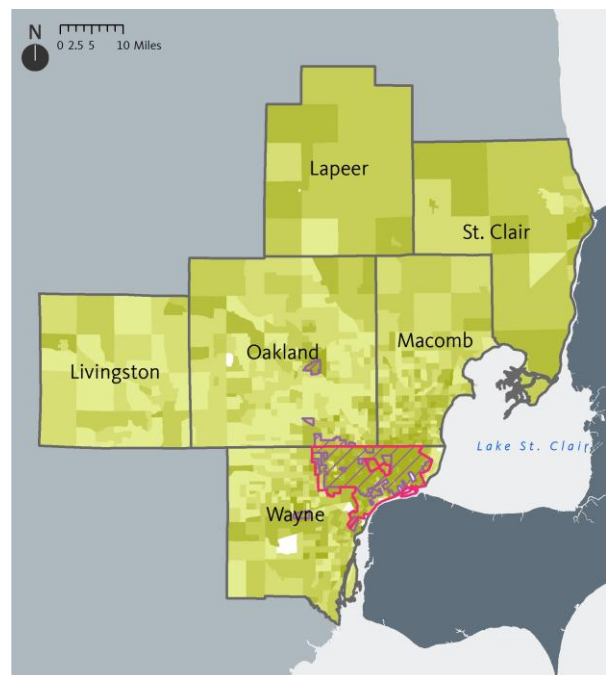 N
0 2.5 5 10 Miles
Lapeer
St. Clair
Macomb
Oakland
Livingston
Lake St. Clair
Wayne